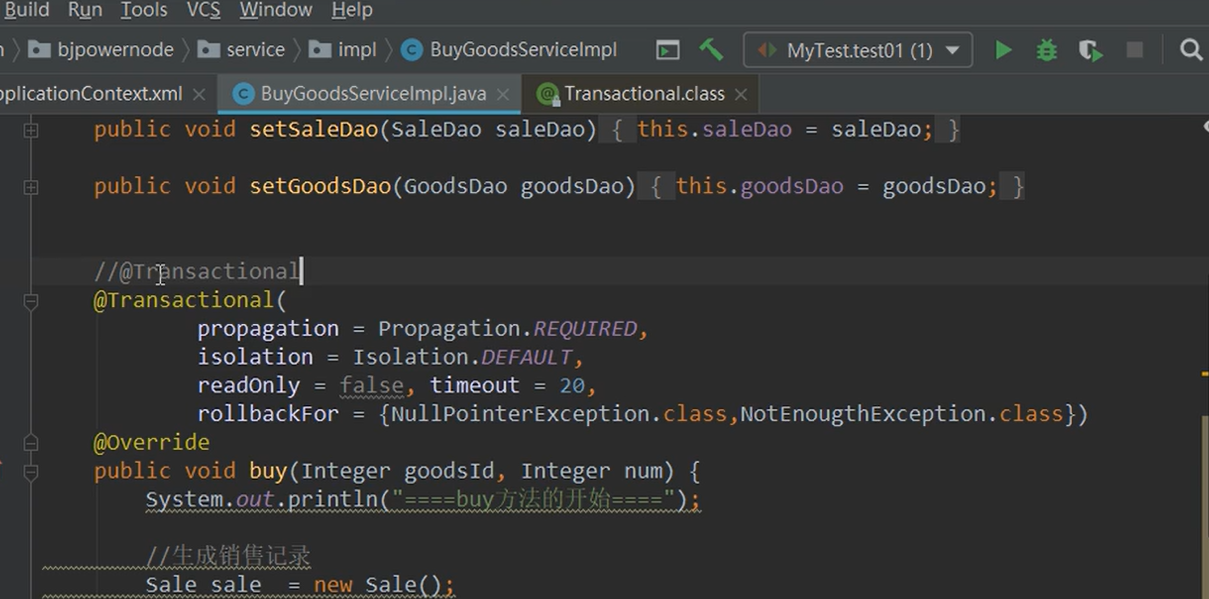 Build Run Tools VCS Window Help
bjpowernode service impl BuyGoodsServiceImpl MyTest.test01 (1)
plicationContext.xml BuyGoodsServiceImpl.java Transactional.class
public void setSaleDao(SaleDao saleDao) { this.saleDao = saleDao; }
public void setGoodsDao(GoodsDao goodsDao) { this.goodsDao = goodsDao; }
//@Transactional
@Transactional(
propagation = Propagation.REQUIRED,
isolation = Isolation.DEFAULT,
readOnly = false, timeout = 20,
rollbackFor = {NullPointerException.class,NotEnougthException.class})
@Override
public void buy(Integer goodsId, Integer num) {
System.out.println("====buy方法的开始====");
//生成销售记录
Sale sale = new Sale();